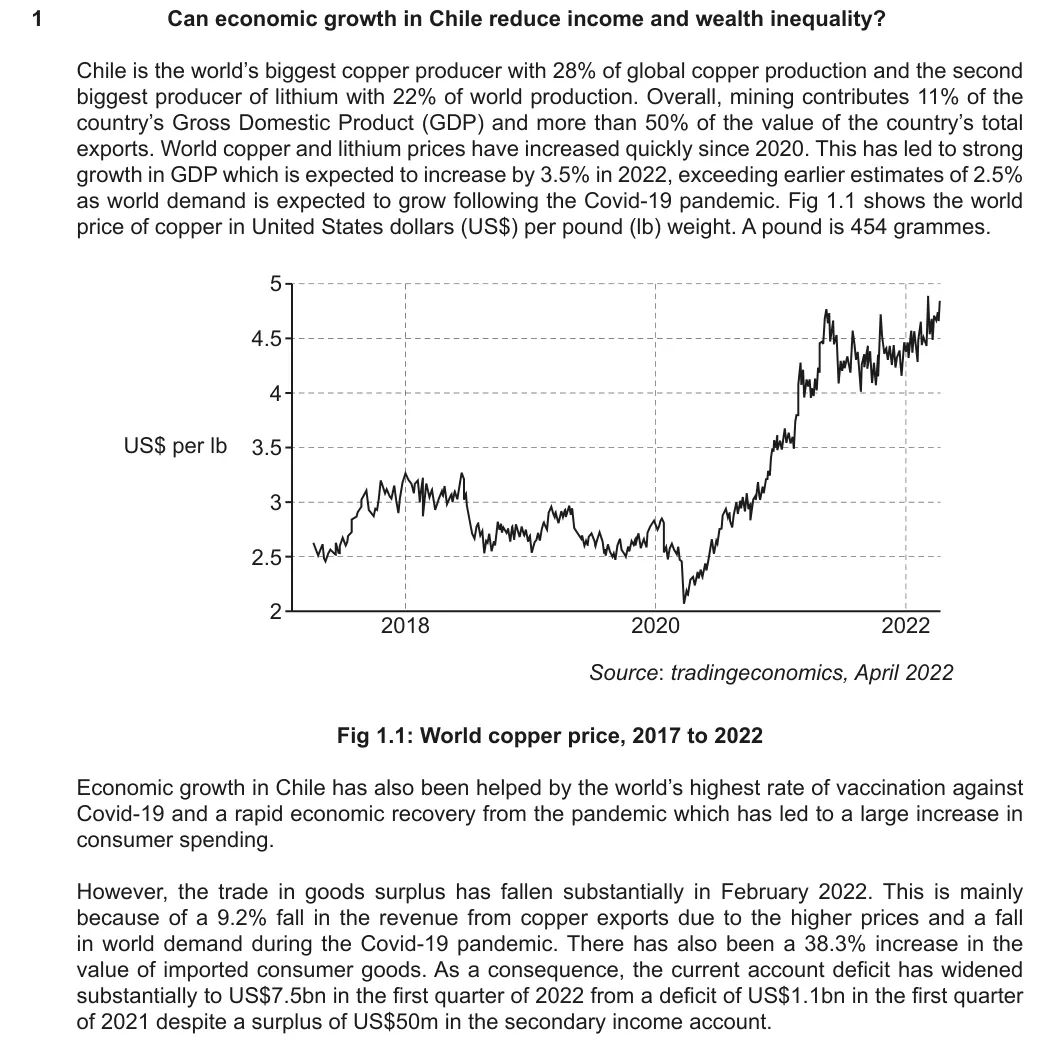 1 Can economic growth in Chile reduce income and wealth inequality?
Chile is the world’s biggest copper producer with 28% of global copper production and the second
biggest producer of lithium with 22% of world production. Overall, mining contributes 11% of the
country’s Gross Domestic Product (GDP) and more than 50% of the value of the country’s total
exports. World copper and lithium prices have increased quickly since 2020. This has led to strong
growth in GDP which is expected to increase by 3.5% in 2022, exceeding earlier estimates of 2.5%
as world demand is expected to grow following the Covid-19 pandemic. Fig 1.1 shows the world
price of copper in United States dollars (US$) per pound (lb) weight. A pound is 454 grammes.
5
4.5
4
US$ per lb 3.5
3
2.5
2
2018 2020 2022
Source: tradingeconomics, April 2022
Fig 1.1: World copper price, 2017 to 2022
Economic growth in Chile has also been helped by the world’s highest rate of vaccination against
Covid-19 and a rapid economic recovery from the pandemic which has led to a large increase in
consumer spending.
However, the trade in goods surplus has fallen substantially in February 2022. This is mainly
because of a 9.2% fall in the revenue from copper exports due to the higher prices and a fall
in world demand during the Covid-19 pandemic. There has also been a 38.3% increase in the
value of imported consumer goods. As a consequence, the current account deficit has widened
substantially to US$7.5bn in the first quarter of 2022 from a deficit of US$1.1bn in the first quarter
of 2021 despite a surplus of US$50m in the secondary income account.